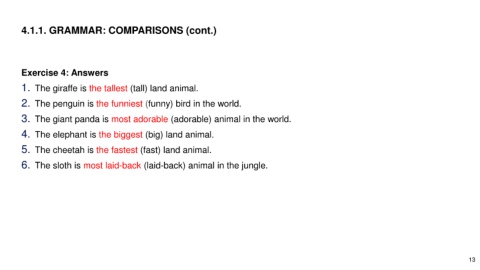 4.1.1. GRAMMAR: COMPARISONS (cont.)
Exercise 4: Answers
1. The giraffe is the tallest (tall) land animal.
2. The penguin is the funniest (funny) bird in the world.
3. The giant panda is most adorable (adorable) animal in the world.
4. The elephant is the biggest (big) land animal.
5. The cheetah is the fastest (fast) land animal.
6. The sloth is most laid-back (laid-back) animal in the jungle.
13